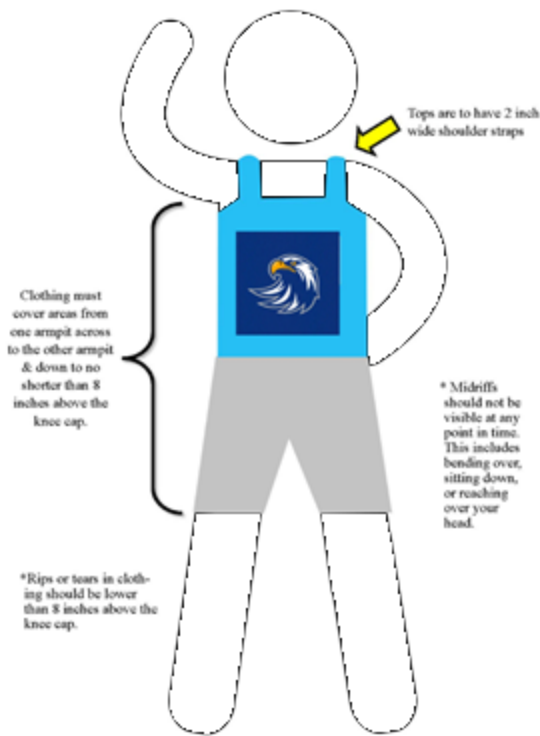 Tops are to have 2 inch
wide shoulder straps
Clothing must
cover areas from
one armpit across
to the other armpit
& down to no
shorter than 8
inches above the
knee cap.
* Midriffs
should not be
visible at any
point in time.
This includes
bending over,
sitting down,
or reaching
over your
head.
*Rips or tears in cloth-
ing should be lower
than 8 inches above the
knee cap.